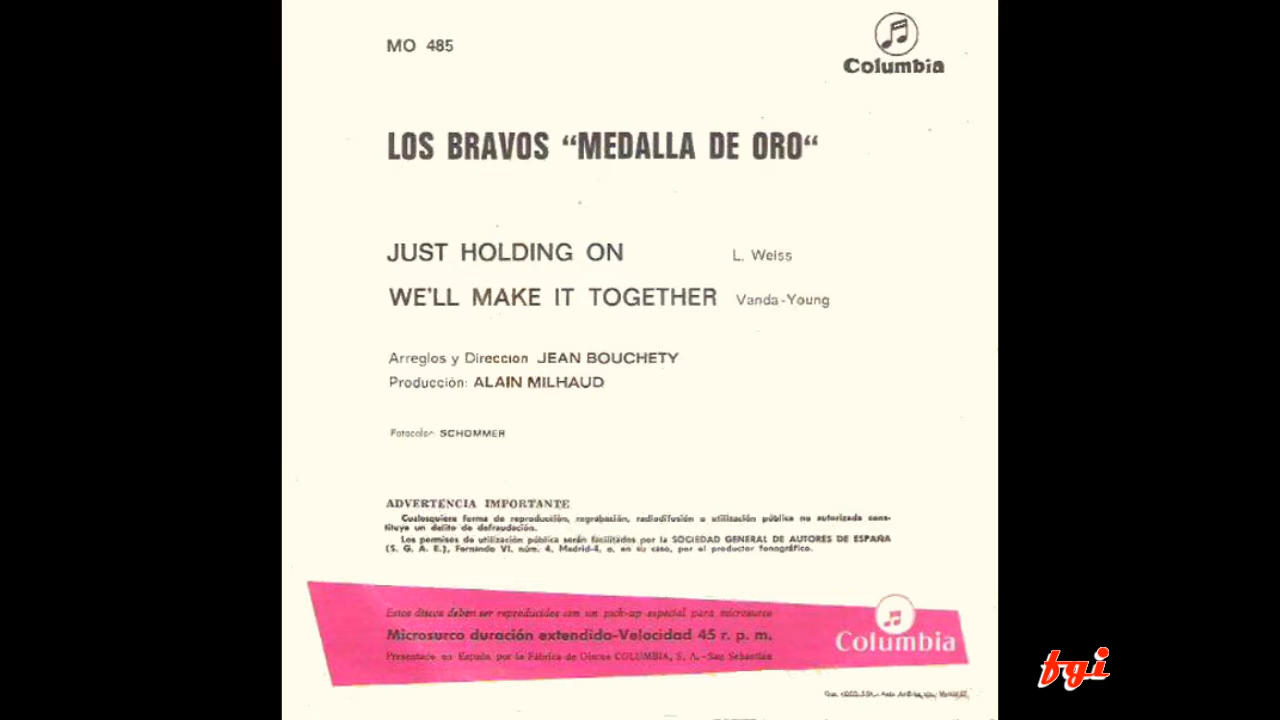 MO 485
Columbia
LOS BRAVOS “MEDALLA DE ORO“
JUST HOLDING ON L. Weiss
WE'LL MAKE IT TOGETHER Vanda-Young
Arreglos y Dirección JEAN BOUCHETY
Producción: ALAIN MILHAUD
Fotocolor: SCHOMMER
ADVERTENCIA IMPORTANTE
Cualesquiera forma de reproducción, regrabación, radiodifusión o utilización pública no autorizada cons-
tituye un delito de defraudación.
Los permisos de utilización pública serán facilitados por la SOCIEDAD GENERAL DE AUTORES DE ESPAÑA
(S. G. A. E.), Fernando VI, núm. 4, Madrid-4, o, en su caso, por el productor fonográfico.
Estos discos deben ser reproducidos con un pick-up especial para microsurco
Microsurco duración extendida-Velocidad 45 r. p. m.
Presentado en España por la Fábrica de Discos COLUMBIA, S. A.-San Sebastián
Columbia
fgi